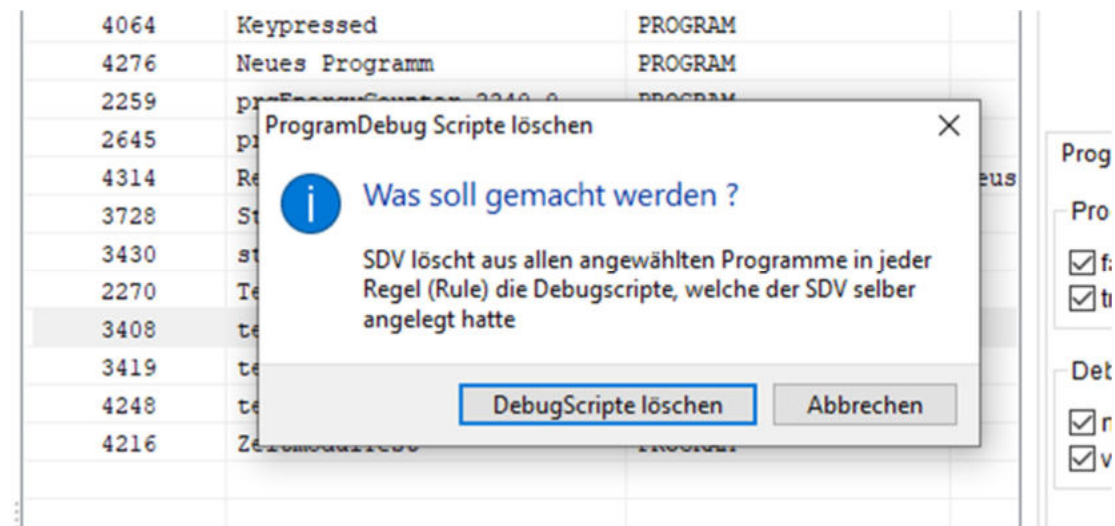 4064 Keypressed PROGRAM
4276 Neues Programm PROGRAM
2259
2645
4314
3728
3430
2270
3408
3419
4248
4216
ProgramDebug Scripte löschen
Was soll gemacht werden ?
SDV löscht aus allen angewählten Programme in jeder
Regel (Rule) die Debugscripte, welche der SDV selber
angelegt hatte
DebugScripte löschen Abbrechen
Prog
Pro
Deb